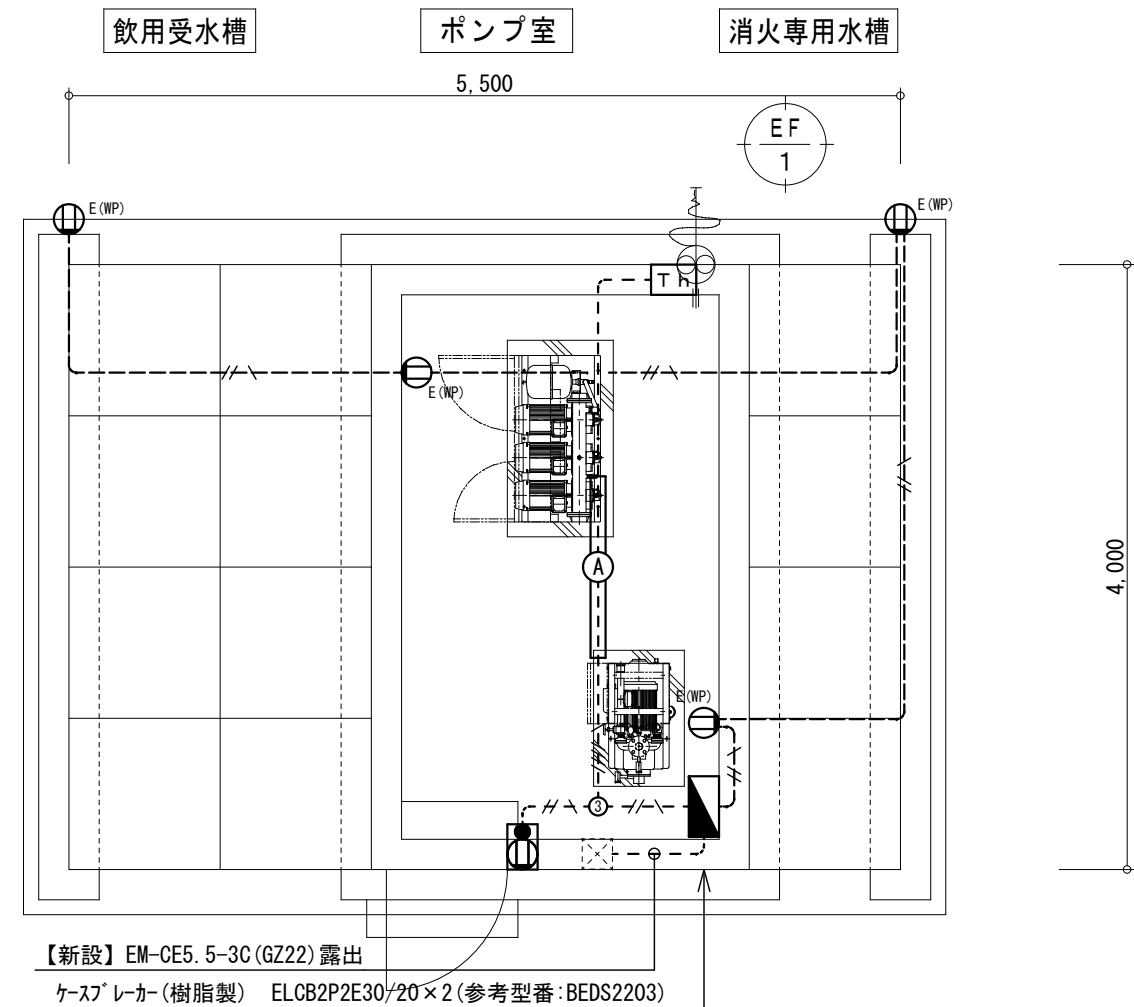 飲用受水槽
ポンプ室
消火専用水槽
5,500
EF
1
E(WP)
E(WP)
Th
E(WP)
A
4,000
E(WP)
3
【新設】EM-CE5.5-3C(GZ22)露出
ケースブレーカー(樹脂製) ELCB2P2E30/20×2(参考型番:BEDS2203)